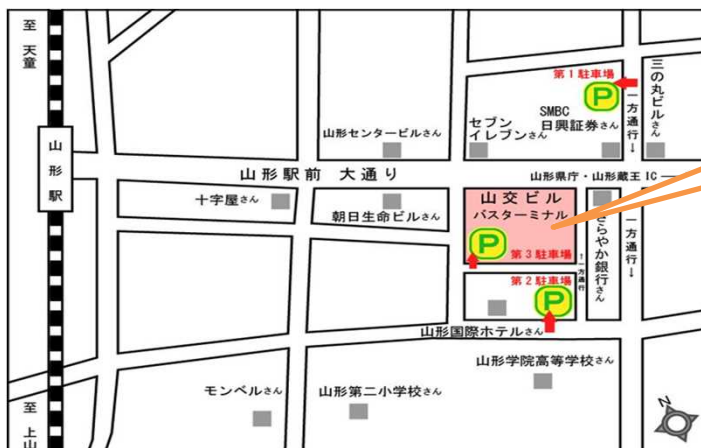 至 天童
山形駅
至 上山
第1駐車場
P
SMBC
日興証券さん
一方通行↓
三の丸ビルさん
セブン
イレブンさん
山形センタービルさん
山形駅前 大通り
山形県庁・山形蔵王 IC
十字屋さん
朝日生命ビルさん
山交ビル
バスターミナル
P
第3駐車場
↑一方通行
きらやか銀行さん
一方通行↓
第2駐車場
P
山形国際ホテルさん
山形学院高等学校さん
モンベルさん
山形第二小学校さん
N